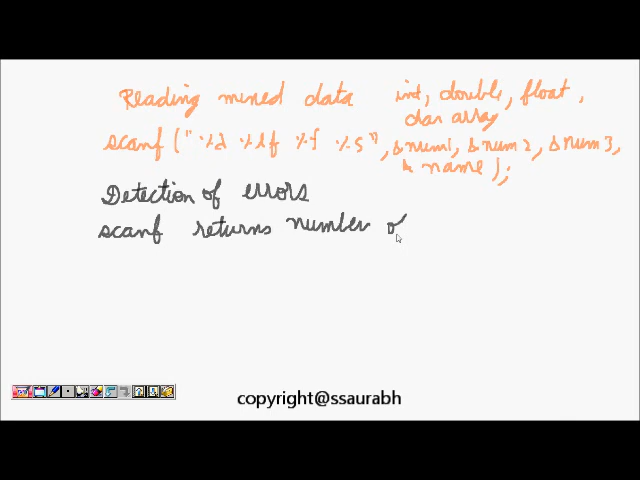 Reading mixed data int, double, float,
char array
scanf ("%d %lf %f %s", &num1, &num2, &num3,
& name);
Detection of errors
scanf returns number of
copyright@ssaurabh